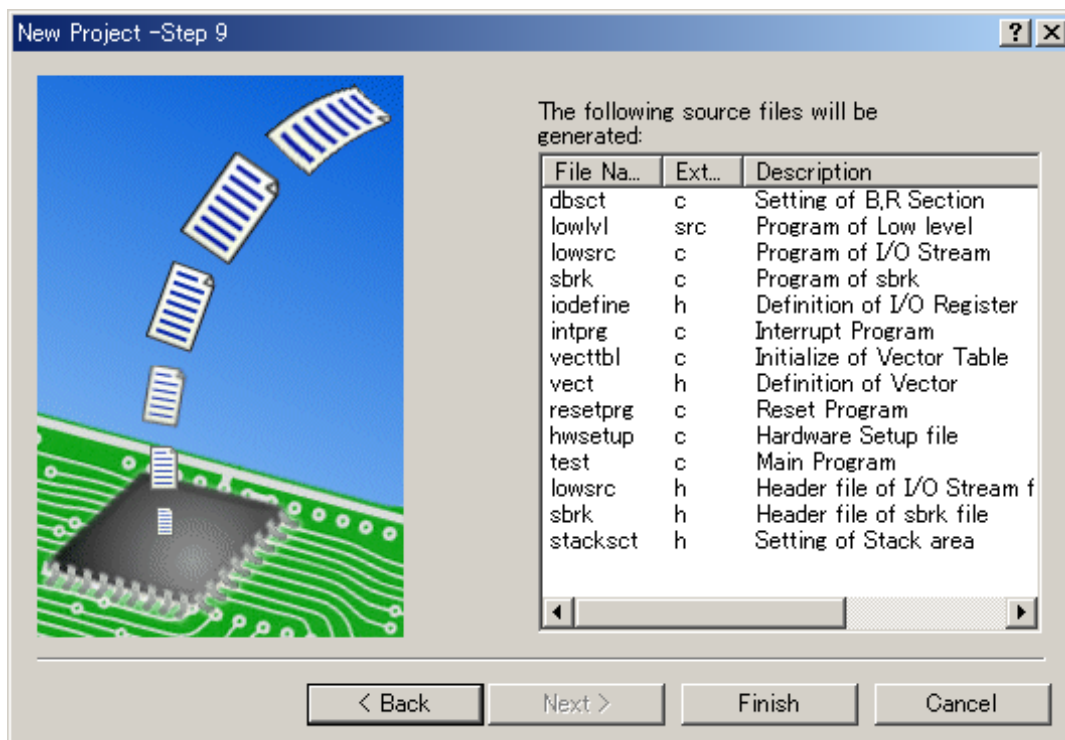 New Project -Step 9
The following source files will be
generated:
File Na... Ext... Description
dbsct c Setting of B,R Section
lowlvl src Program of Low level
lowsrc c Program of I/O Stream
sbrk c Program of sbrk
iodefine h Definition of I/O Register
intprg c Interrupt Program
vecttbl c Initialize of Vector Table
vect h Definition of Vector
resetprg c Reset Program
hwsetup c Hardware Setup file
test c Main Program
lowsrc h Header file of I/O Stream f
sbrk h Header file of sbrk file
stacksct h Setting of Stack area
< Back Next > Finish Cancel